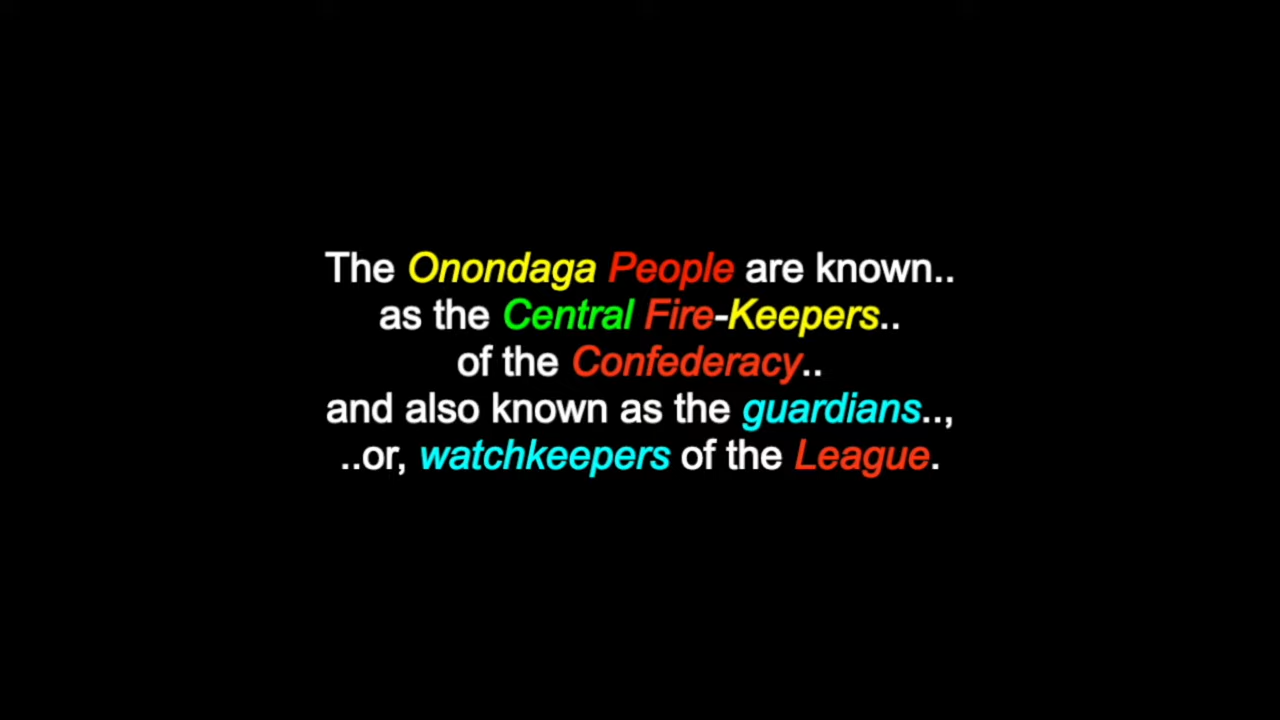 The Onondaga People are known..
as the Central Fire-Keepers..
of the Confederacy..
and also known as the guardians..,
..or, watchkeepers of the League.